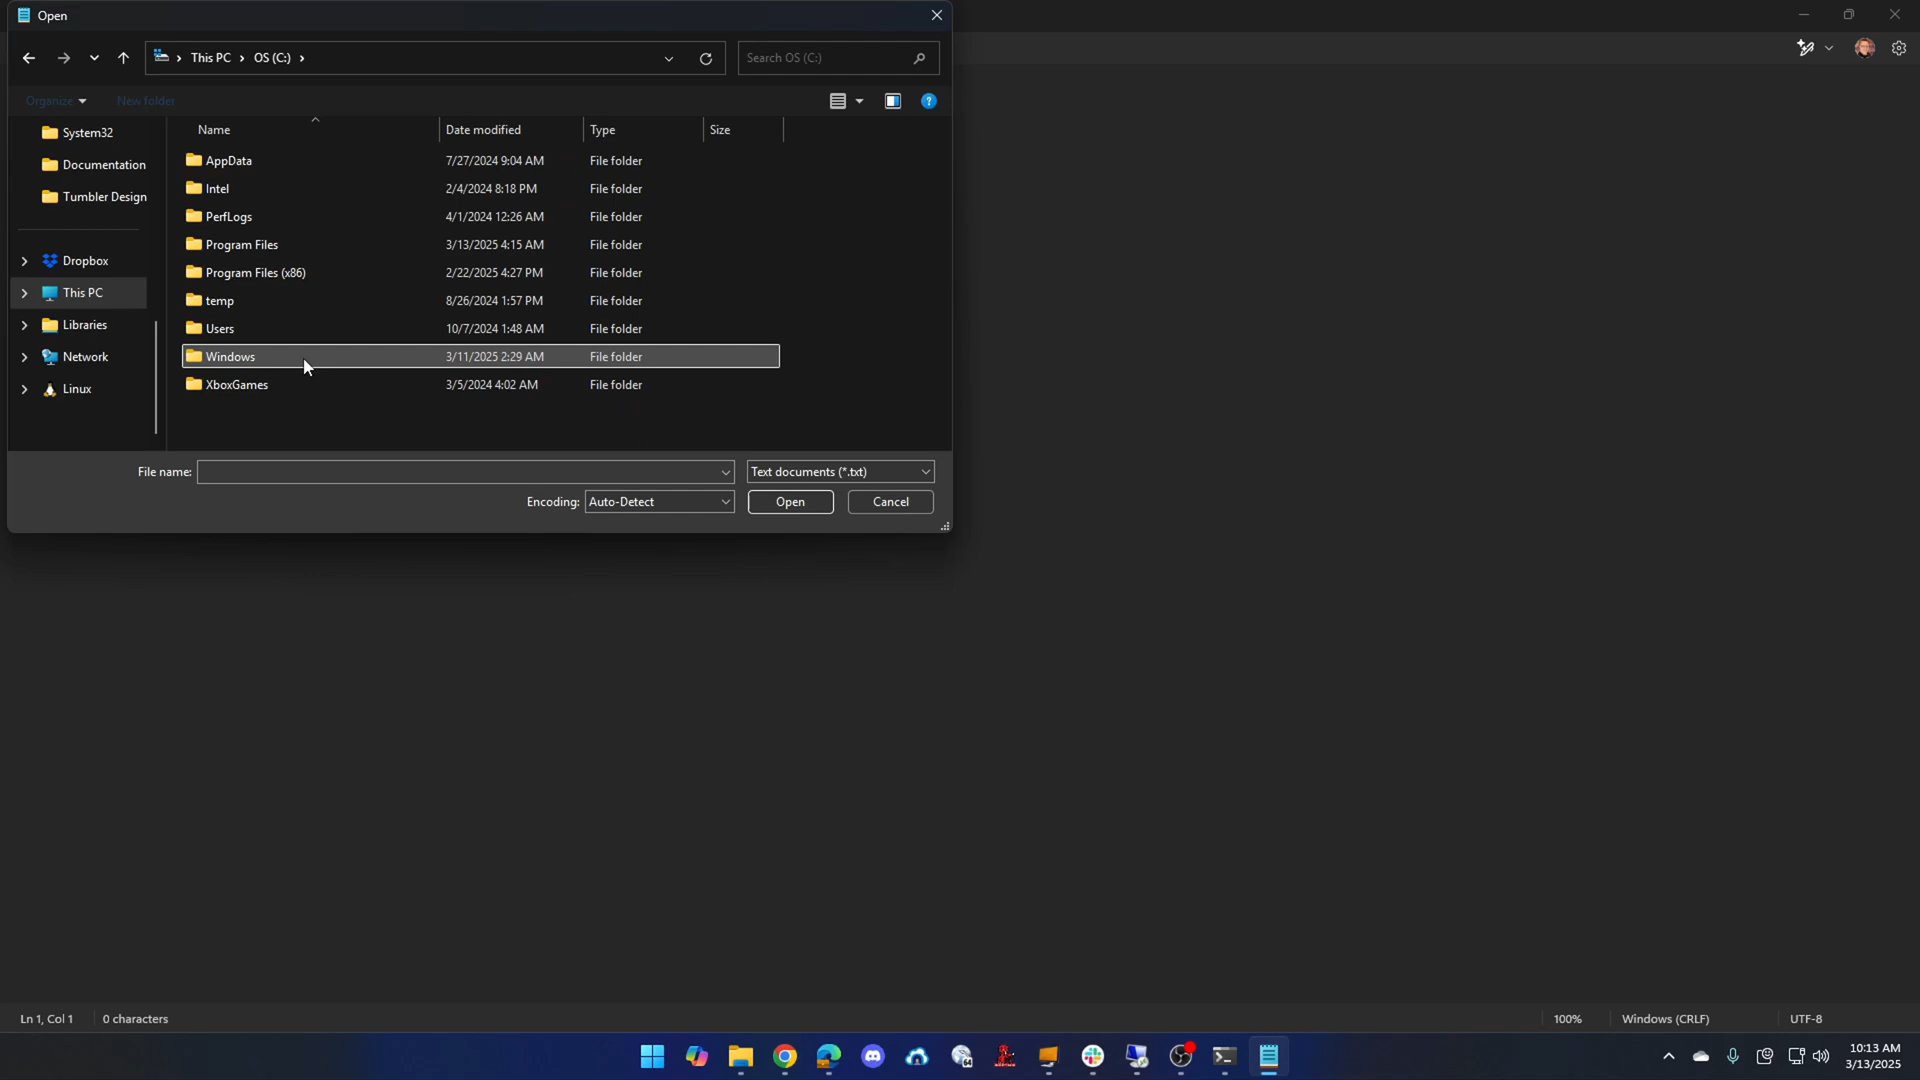 Open
This PC > OS (C:) >
Search OS (C:)
Organize
New folder
System32
Documentation
Tumbler Design
Dropbox
This PC
Libraries
Network
Linux
Name Date modified Type Size
AppData 7/27/2024 9:04 AM File folder
Intel 2/4/2024 8:18 PM File folder
PerfLogs 4/1/2024 12:26 AM File folder
Program Files 3/13/2025 4:15 AM File folder
Program Files (x86) 2/22/2025 4:27 PM File folder
temp 8/26/2024 1:57 PM File folder
Users 10/7/2024 1:48 AM File folder
Windows 3/11/2025 2:29 AM File folder
XboxGames 3/5/2024 4:02 AM File folder
File name: Text documents (*.txt)
Encoding: Auto-Detect Open Cancel
Ln 1, Col 1 0 characters 100% Windows (CRLF) UTF-8
10:13 AM
3/13/2025